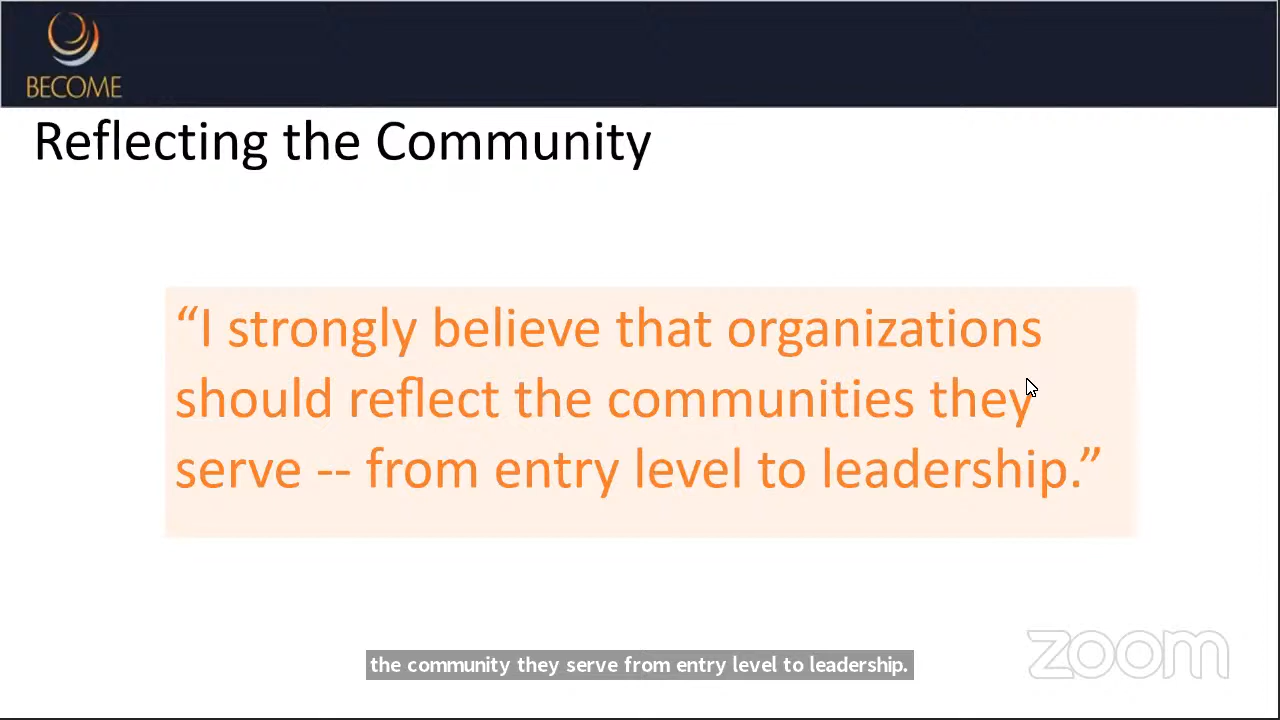 BECOME
Reflecting the Community
“I strongly believe that organizations
should reflect the communities they
serve -- from entry level to leadership.”
the community they serve from entry level to leadership.
zoom